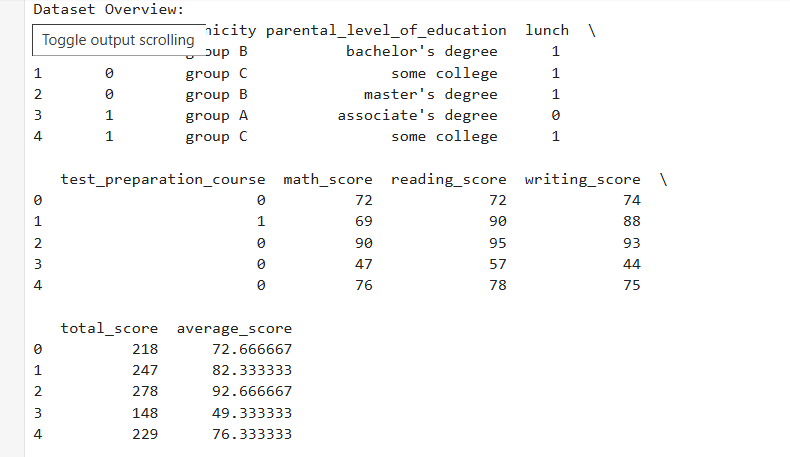 Dataset Overview:
Toggle output scrolling nicity parental_level_of_education lunch \
oup B bachelor's degree 1
1 0 group C some college 1
2 0 group B master's degree 1
3 1 group A associate's degree 0
4 1 group C some college 1
test_preparation_course math_score reading_score writing_score \
0 0 72 72 74
1 1 69 90 88
2 0 90 95 93
3 0 47 57 44
4 0 76 78 75
total_score average_score
0 218 72.666667
1 247 82.333333
2 278 92.666667
3 148 49.333333
4 229 76.333333